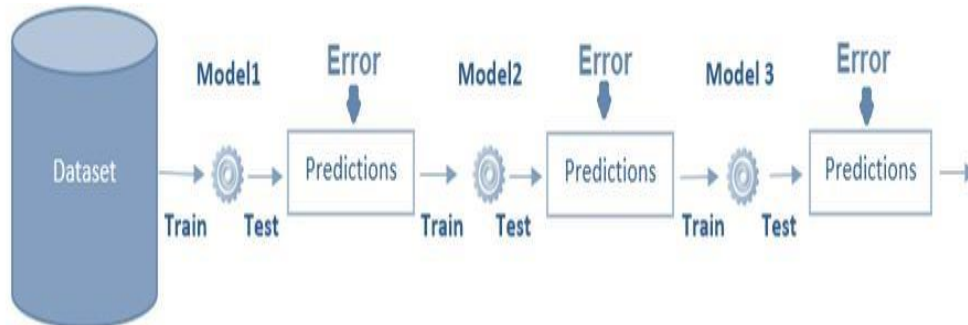 Dataset
Model1
Error
Model2
Error
Model 3
Error
Predictions
Predictions
Predictions
Train
Test
Train
Test
Train
Test